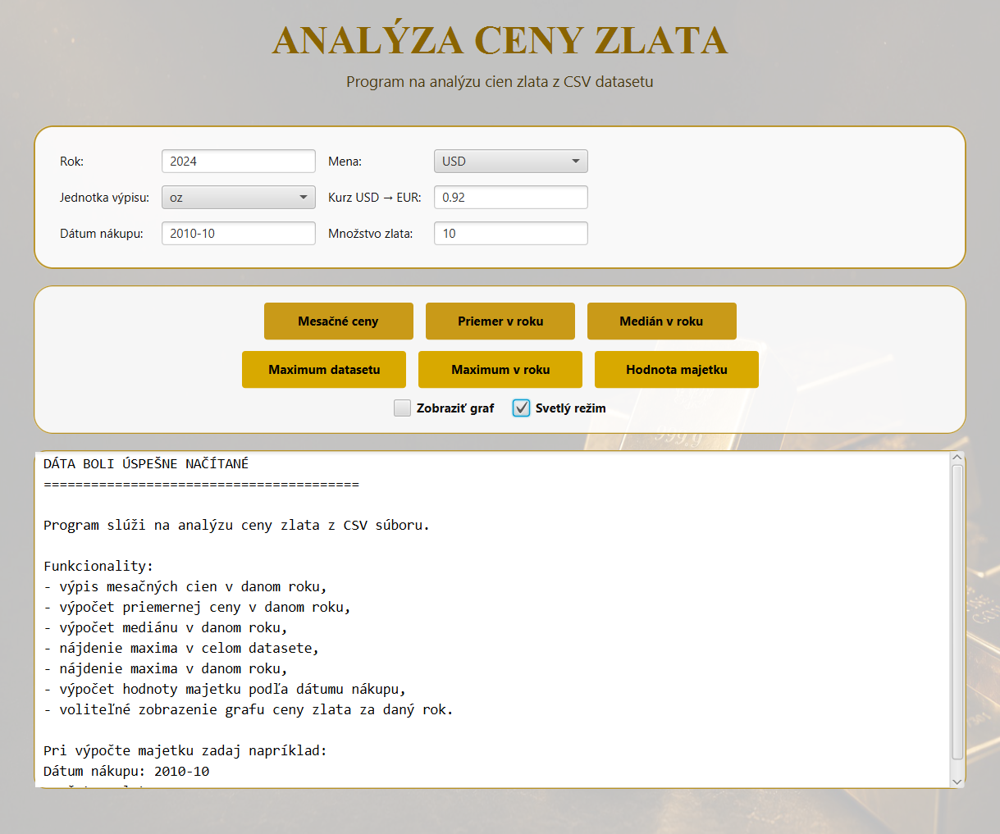 ANALÝZA CENY ZLATA
Program na analýzu cien zlata z CSV datasetu
Rok: 2024 Mena: USD
Jednotka výpisu: oz Kurz USD → EUR: 0.92
Dátum nákupu: 2010-10 Množstvo zlata: 10
Mesačné ceny Priemer v roku Medián v roku
Maximum datasetu Maximum v roku Hodnota majetku
Zobraziť graf Svetlý režim
999.9
DÁTA BOLI ÚSPEŠNE NAČÍTANÉ
========================================
Program slúži na analýzu ceny zlata z CSV súboru.
Funkcionality:
- výpis mesačných cien v danom roku,
- výpočet priemernej ceny v danom roku,
- výpočet mediánu v danom roku,
- nájdenie maxima v celom datasete,
- nájdenie maxima v danom roku,
- výpočet hodnoty majetku podľa dátumu nákupu,
- voliteľné zobrazenie grafu ceny zlata za daný rok.
Pri výpočte majetku zadaj napríklad:
Dátum nákupu: 2010-10